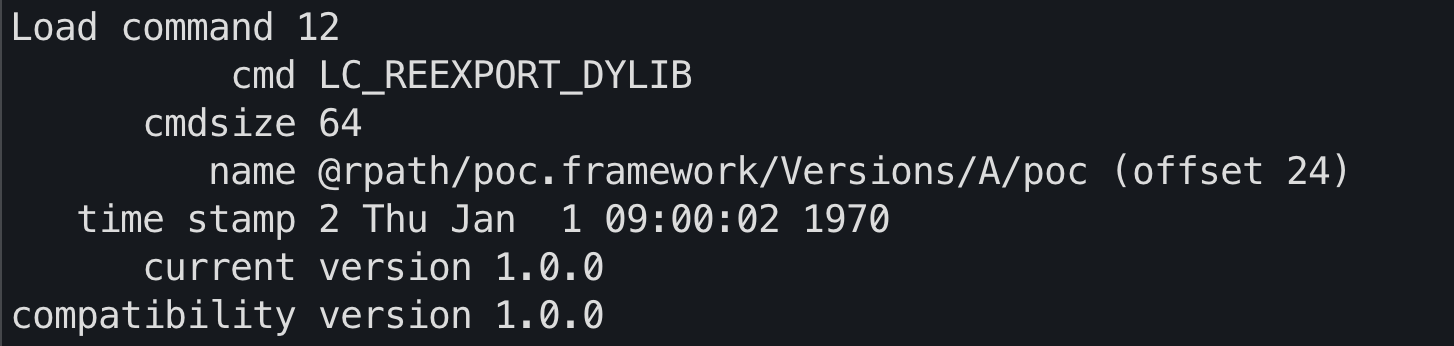 Load command 12
          cmd LC_REEXPORT_DYLIB
      cmdsize 64
         name @rpath/poc.framework/Versions/A/poc (offset 24)
   time stamp 2 Thu Jan  1 09:00:02 1970
      current version 1.0.0
compatibility version 1.0.0